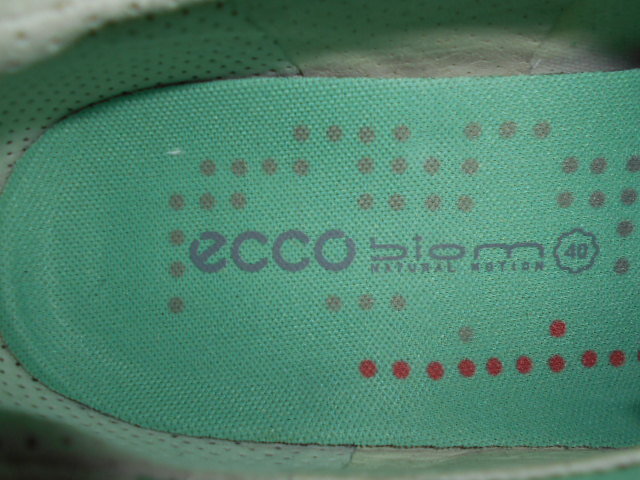 ecco biom 40
NATURAL MOTION